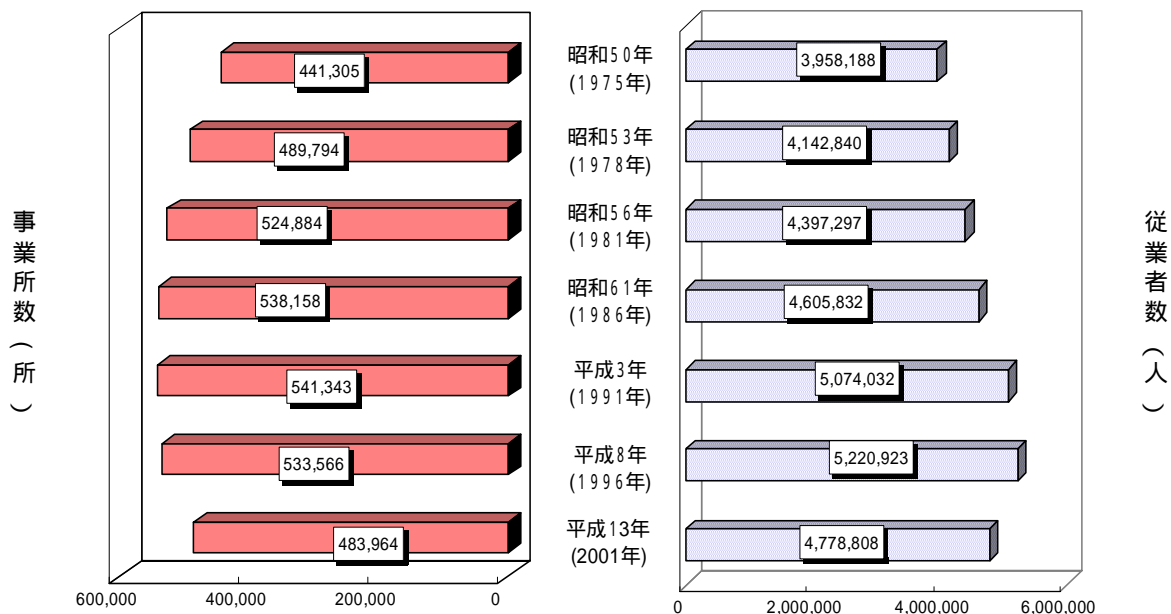 事業所数(所)
441,305
489,794
524,884
538,158
541,343
533,566
483,964
600,000
400,000
200,000
0
昭和50年
(1975年)
昭和53年
(1978年)
昭和56年
(1981年)
昭和61年
(1986年)
平成3年
(1991年)
平成8年
(1996年)
平成13年
(2001年)
3,958,188
4,142,840
4,397,297
4,605,832
5,074,032
5,220,923
4,778,808
0
2,000,000
4,000,000
6,000,000
従業者数(人)